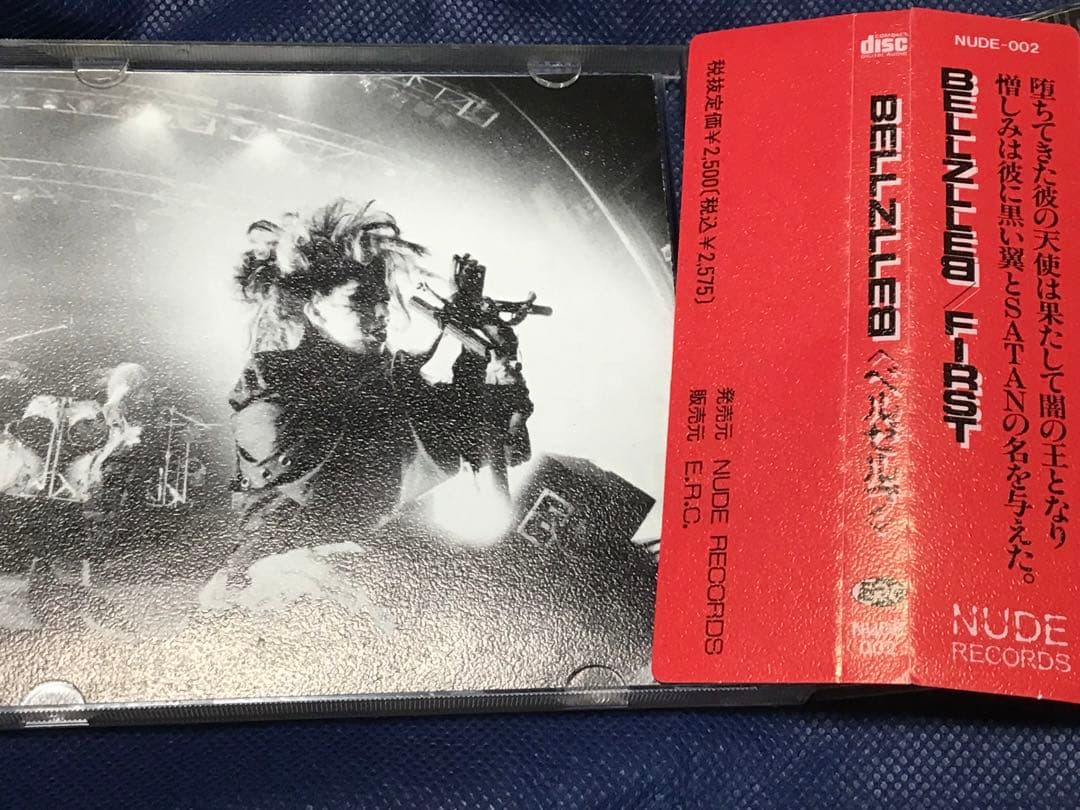 NUDE-002
堕ちてきた彼の天使は果たして闇の王となり
憎しみは彼に黒い翼とSATANの名を与えた。
BELLZLLEB / FIRST
NUDE
RECORDS
COMPACT
disc
DIGITAL AUDIO
BELLZLLEB
NUDE
002
税抜定価¥2,500(税込¥2,575)
発売元 NUDE RECORDS
販売元 E.R.C.